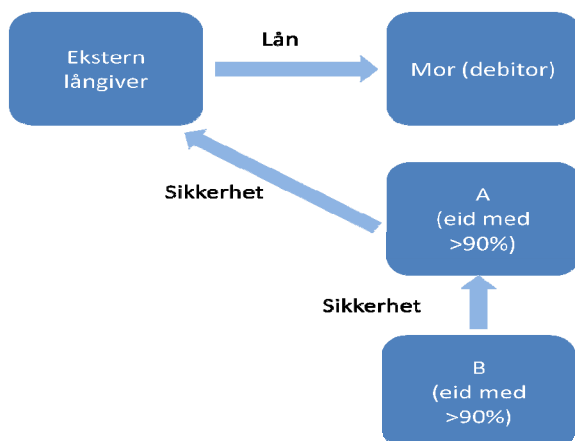 Ekstern
långiver
Lån
Mor (debitor)
Sikkerhet
A
(eid med
>90%)
Sikkerhet
B
(eid med
>90%)